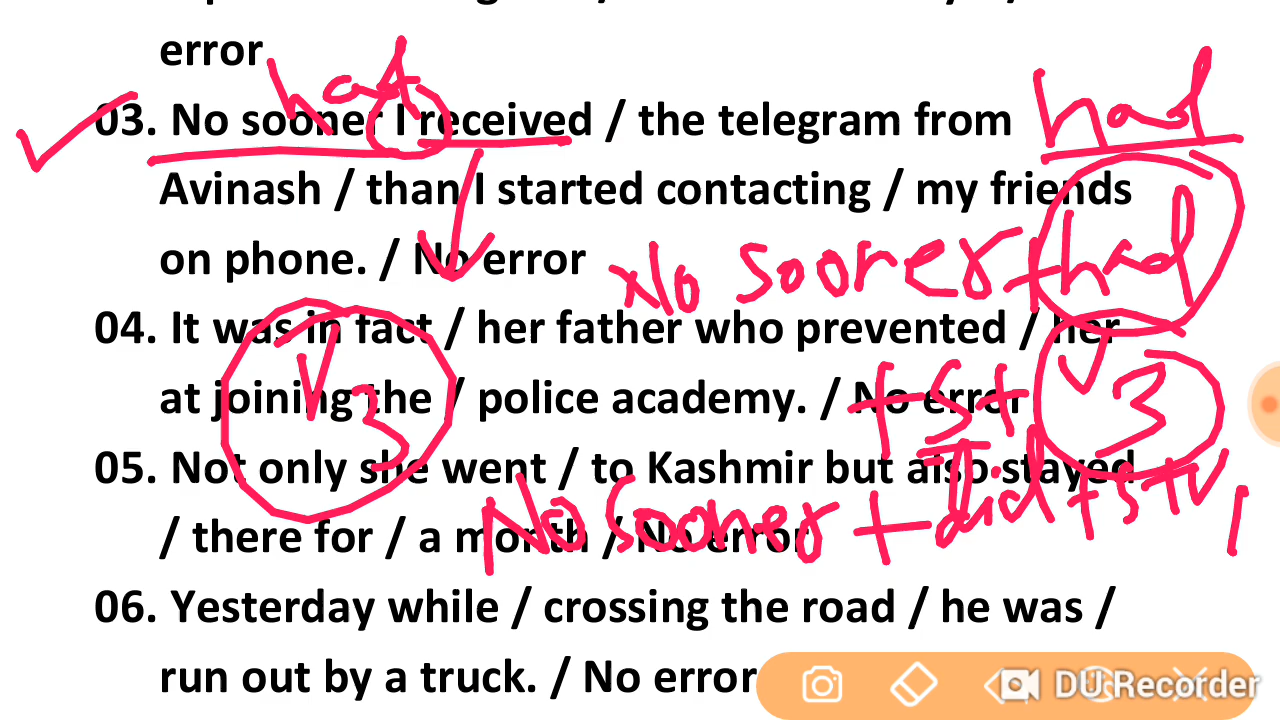 error
had
03. No sooner I received / the telegram from had
Avinash / than I started contacting / my friends
on phone. / No error
No sooner + had
04. It was in fact / her father who prevented / her
at joining the / police academy. / No error
V3
+ S + V3
05. Not only she went / to Kashmir but also stayed
No sooner + did + S + V1
/ there for / a month / No error
06. Yesterday while / crossing the road / he was /
run out by a truck. / No error
DU Recorder